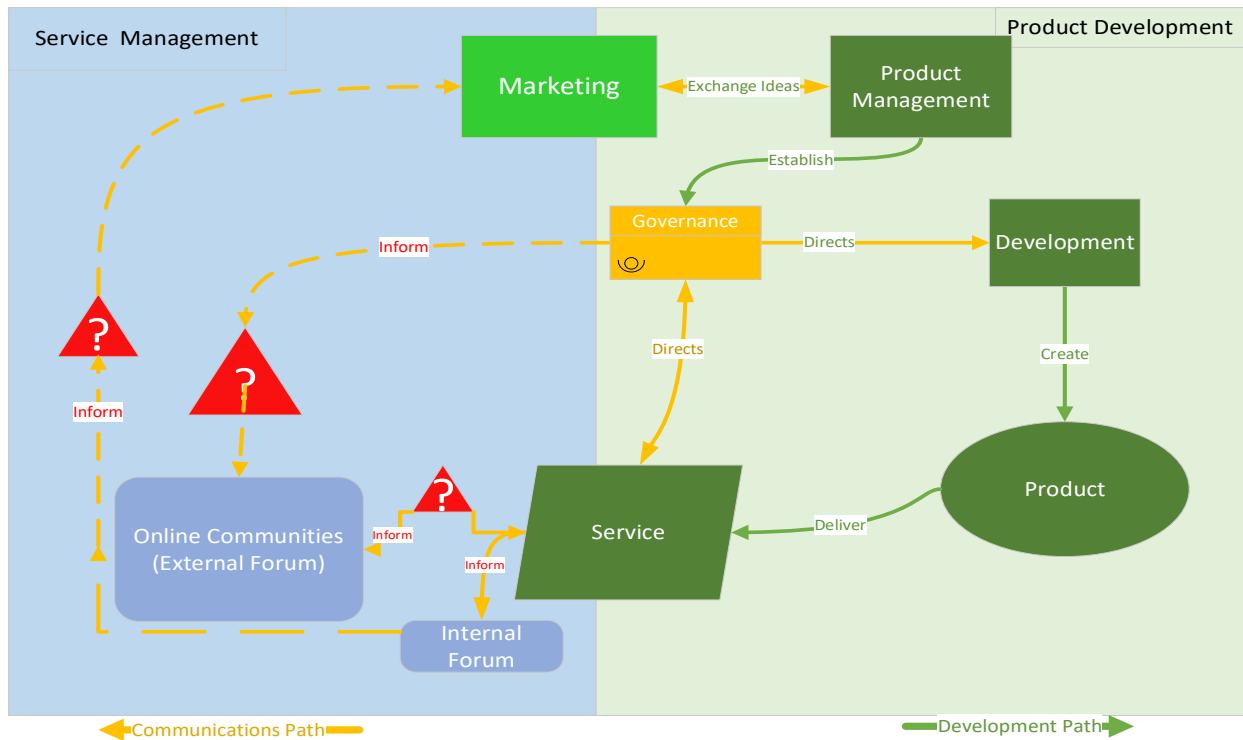 Service Management
Product Development
Marketing
Exchange Ideas
Product
Management
Establish
Governance
Inform
Directs
Development
?
?
Directs
Create
Inform
?
Online Communities
(External Forum)
Inform
Inform
Service
Deliver
Product
Internal
Forum
Communications Path
Development Path